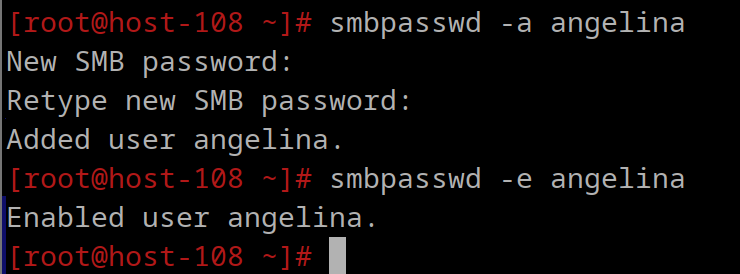 [root@host-108 ~]# smbpasswd -a angelina
New SMB password:
Retype new SMB password:
Added user angelina.
[root@host-108 ~]# smbpasswd -e angelina
Enabled user angelina.
[root@host-108 ~]#